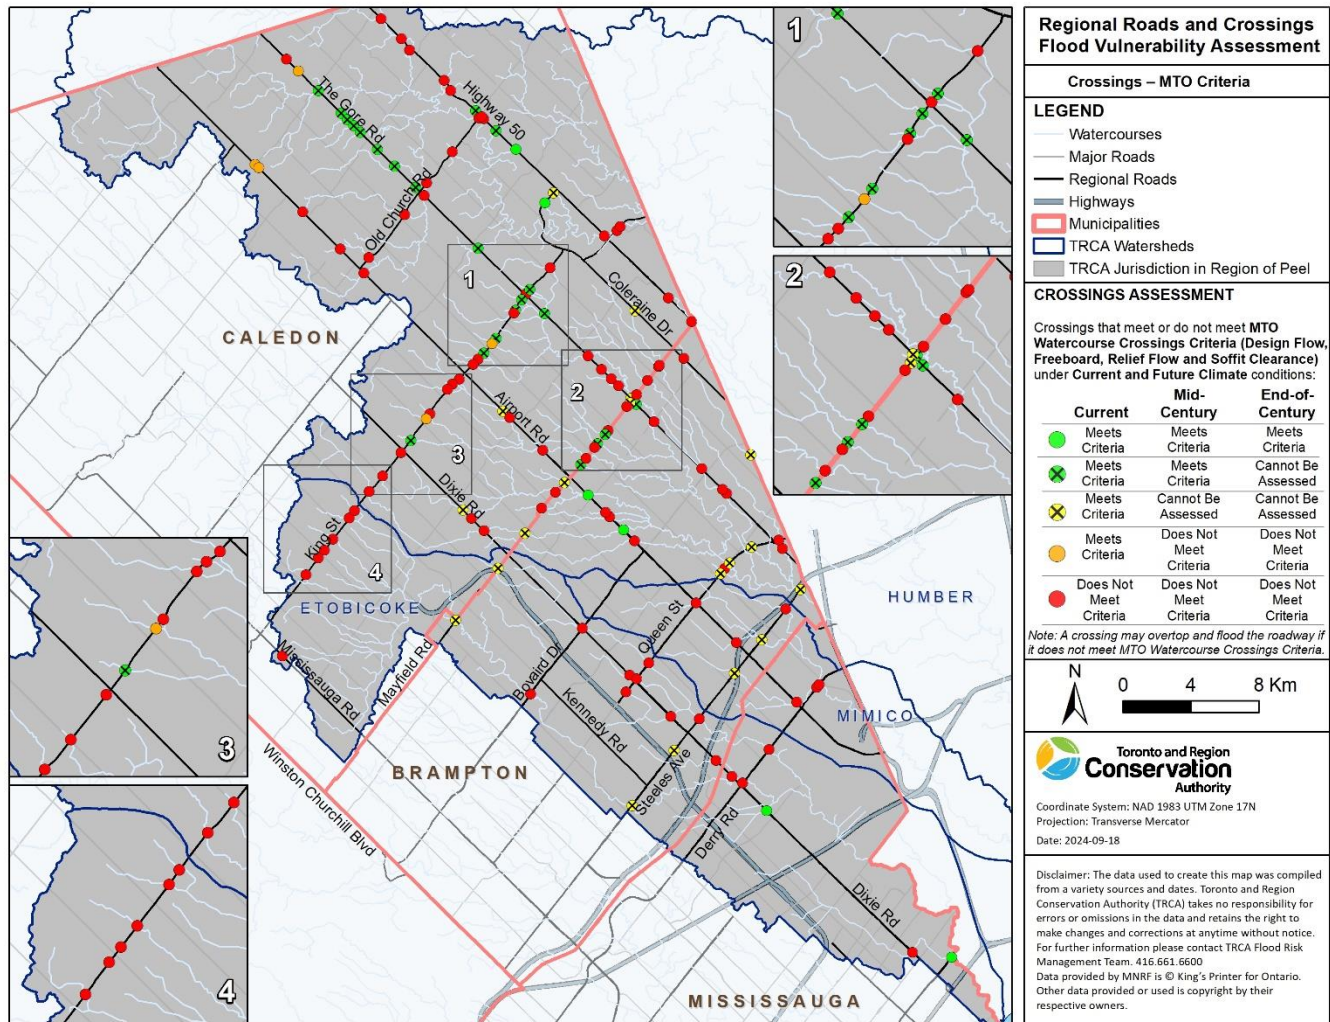 Regional Roads and Crossings
Flood Vulnerability Assessment
Crossings – MTO Criteria
LEGEND
Watercourses
Major Roads
Regional Roads
Highways
Municipalities
TRCA Watersheds
TRCA Jurisdiction in Region of Peel
CROSSINGS ASSESSMENT
Crossings that meet or do not meet MTO
Watercourse Crossings Criteria (Design Flow,
Freeboard, Relief Flow and Soffit Clearance)
under Current and Future Climate conditions:
Current Mid-Century End-of-Century
Meets Criteria Meets Criteria Meets Criteria
Meets Criteria Meets Criteria Cannot Be Assessed
Meets Criteria Cannot Be Assessed Cannot Be Assessed
Meets Criteria Does Not Meet Criteria Does Not Meet Criteria
Does Not Meet Criteria Does Not Meet Criteria Does Not Meet Criteria
Note: A crossing may overtop and flood the roadway if
it does not meet MTO Watercourse Crossings Criteria.
N
0 4 8 Km
Toronto and Region
Conservation
Authority
Coordinate System: NAD 1983 UTM Zone 17N
Projection: Transverse Mercator
Date: 2024-09-18
Disclaimer: The data used to create this map was compiled
from a variety sources and dates. Toronto and Region
Conservation Authority (TRCA) takes no responsibility for
errors or omissions in the data and retains the right to
make changes and corrections at anytime without notice.
For further information please contact TRCA Flood Risk
Management Team. 416.661.6600
Data provided by MNRF is © King's Printer for Ontario.
Other data provided or used is copyright by their
respective owners.
1
2
3
4
The Gore Rd
Highway 50
Old Church Rd
1
Coleraine Dr
CALEDON
2
Airport Rd
3
Dixie Rd
King St
4
ETOBICOKE
HUMBER
Queen St
Mississauga Rd
Mayfield Rd
Bovaird Dr
Kennedy Rd
MIMICO
Winston Churchill Blvd
BRAMPTON
Steeles Ave
Derry Rd
Dixie Rd
MISSISSAUGA